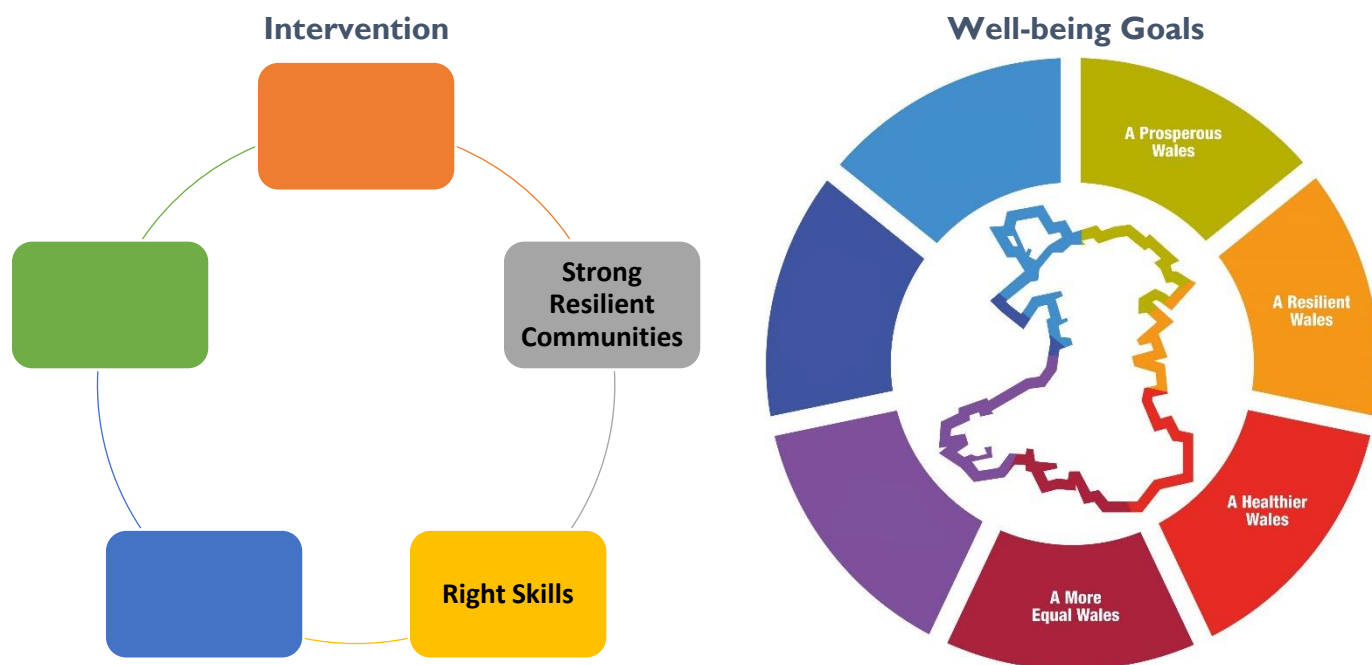 Intervention
Strong
Resilient
Communities
Right Skills
Well-being Goals
A Prosperous
Wales
A Resilient
Wales
A Healthier
Wales
A More
Equal Wales